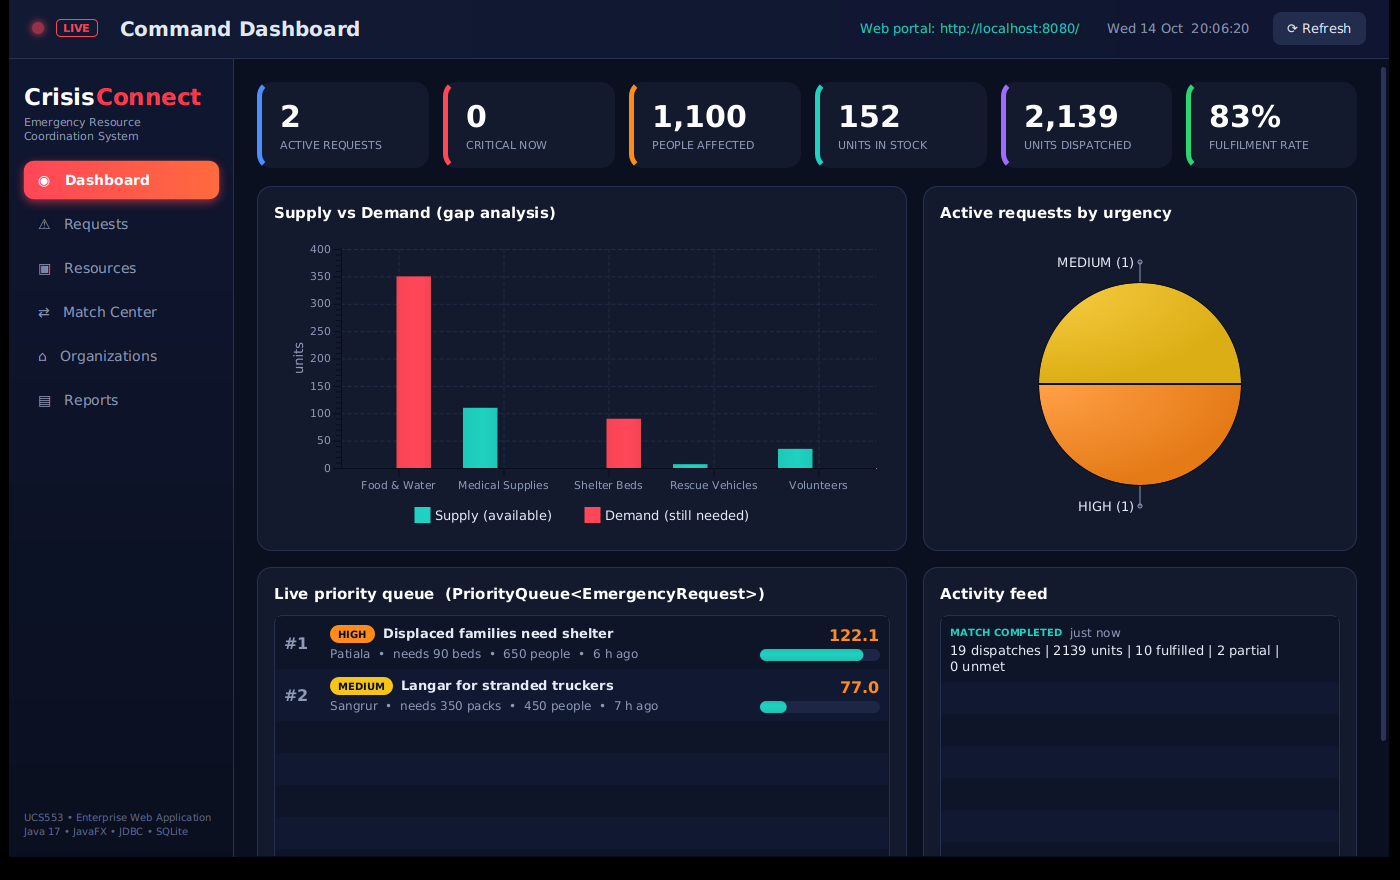 LIVE
Command Dashboard
Web portal: http://localhost:8080/
Wed 14 Oct 20:06:20
⟳ Refresh
CrisisConnect
Emergency Resource
Coordination System
◉ Dashboard
⚠ Requests
▣ Resources
⇄ Match Center
⌂ Organizations
▤ Reports
UCS553 • Enterprise Web Application
Java 17 • JavaFX • JDBC • SQLite
2
ACTIVE REQUESTS
0
CRITICAL NOW
1,100
PEOPLE AFFECTED
152
UNITS IN STOCK
2,139
UNITS DISPATCHED
83%
FULFILMENT RATE
Supply vs Demand (gap analysis)
400
350
300
250
200
150
100
50
0
units
Food & Water
Medical Supplies
Shelter Beds
Rescue Vehicles
Volunteers
Supply (available)
Demand (still needed)
Active requests by urgency
MEDIUM (1)
HIGH (1)
Live priority queue (PriorityQueue<EmergencyRequest>)
#1
HIGH Displaced families need shelter
122.1
Patiala • needs 90 beds • 650 people • 6 h ago
#2
MEDIUM Langar for stranded truckers
77.0
Sangrur • needs 350 packs • 450 people • 7 h ago
Activity feed
MATCH COMPLETED just now
19 dispatches | 2139 units | 10 fulfilled | 2 partial |
0 unmet